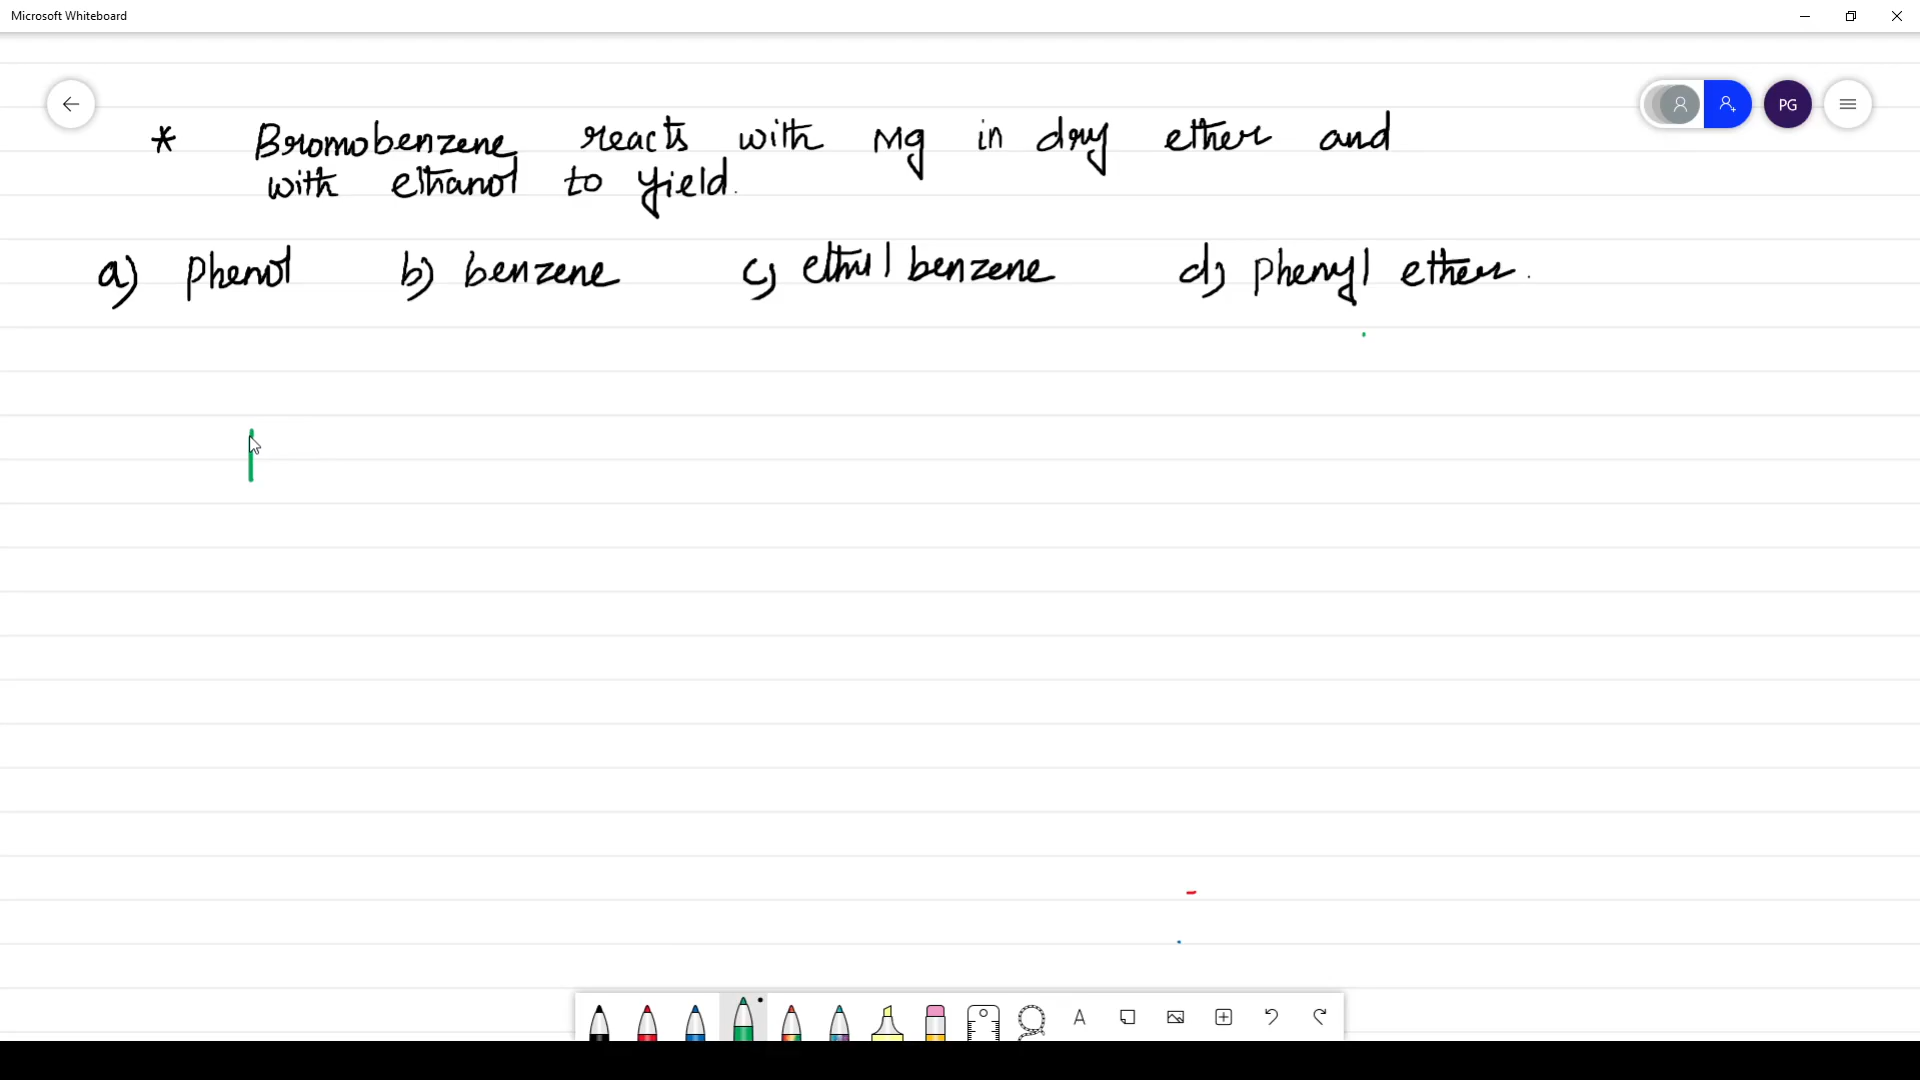 Microsoft Whiteboard
PG
* Bromobenzene reacts with Mg in dry ether and
with ethanol to yield.
a) Phenol b) benzene c) ethyl benzene d) phenyl ether.
A